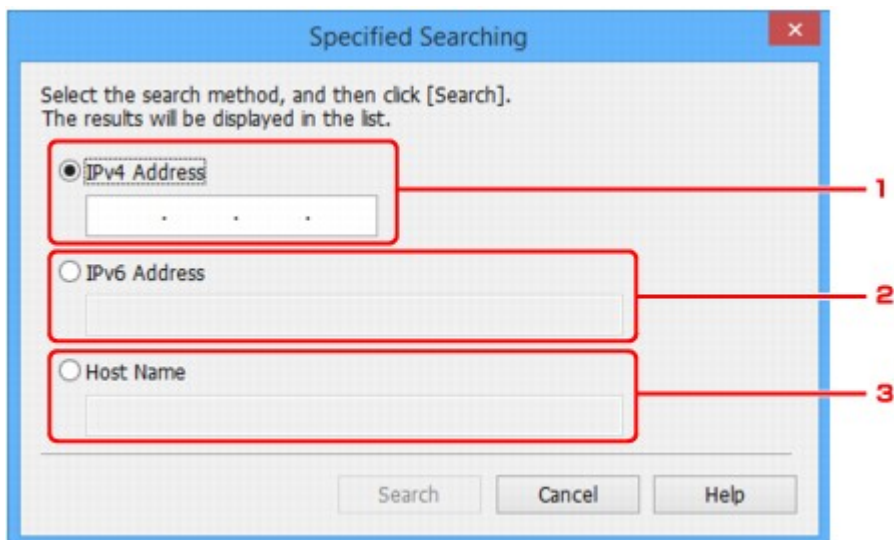 Specified Searching
Select the search method, and then click [Search].
The results will be displayed in the list.
IPv4 Address
1
. . .
IPv6 Address
2
Host Name
3
Search Cancel Help